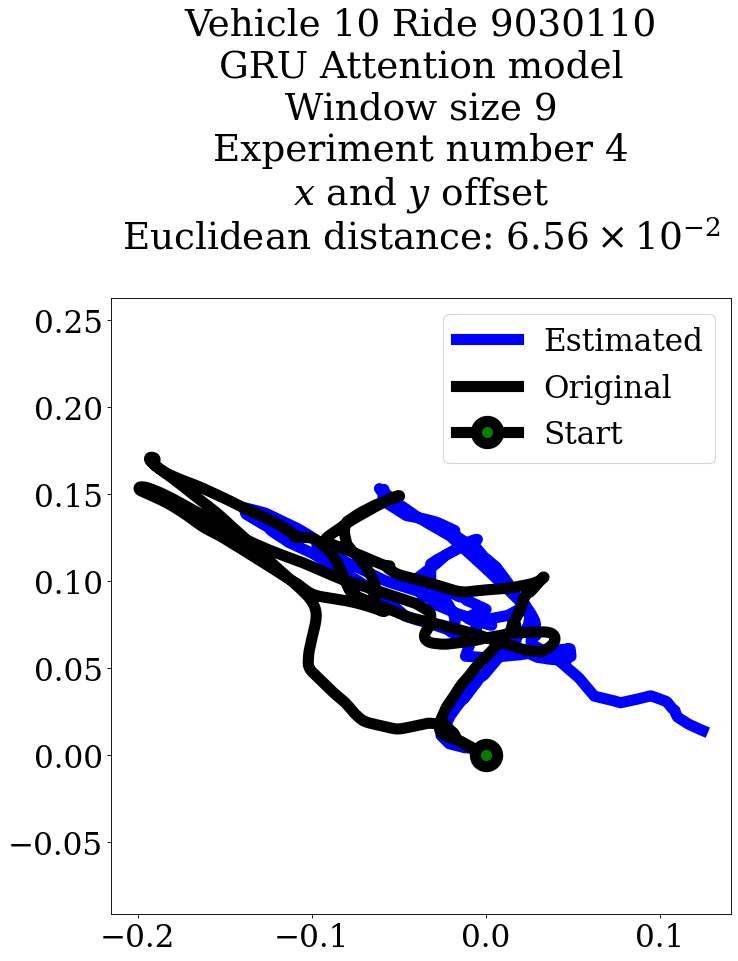 Vehicle 10 Ride 9030110
GRU Attention model
Window size 9
Experiment number 4
x and y offset
Euclidean distance: 6.56 × 10⁻²
Estimated
Original
Start
0.25
0.20
0.15
0.10
0.05
0.00
−0.05
−0.2
−0.1
0.0
0.1